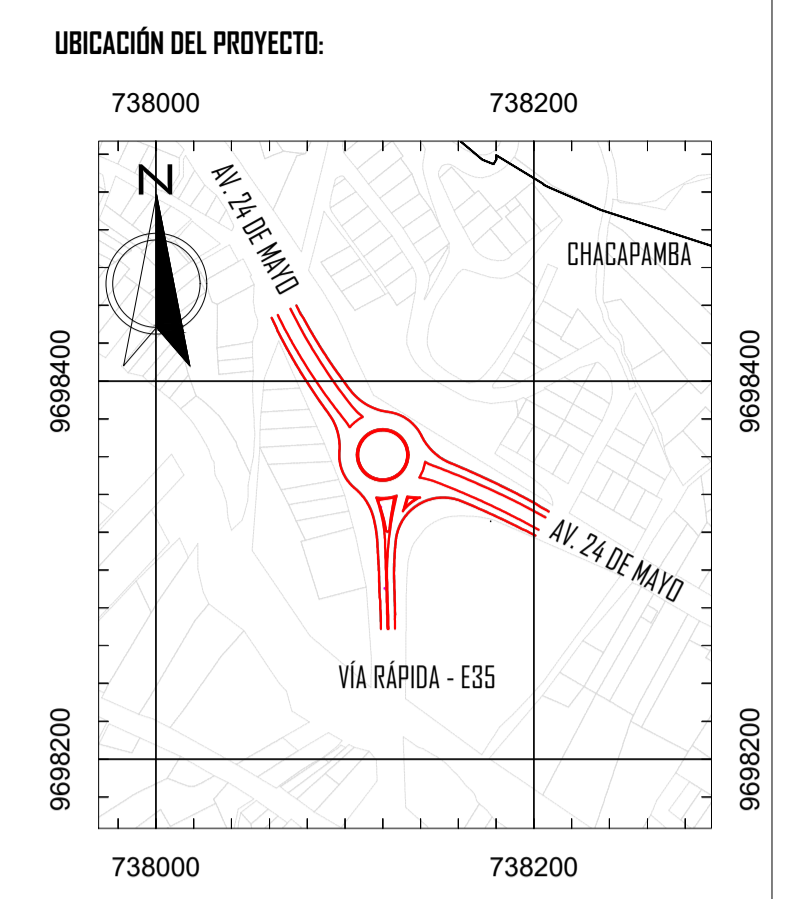 UBICACIÓN DEL PROYECTO:
738000
738200
N
AV. 24 DE MAYO
CHACAPAMBA
9698400
9698400
AV. 24 DE MAYO
VÍA RÁPIDA - E35
9698200
9698200
738000
738200